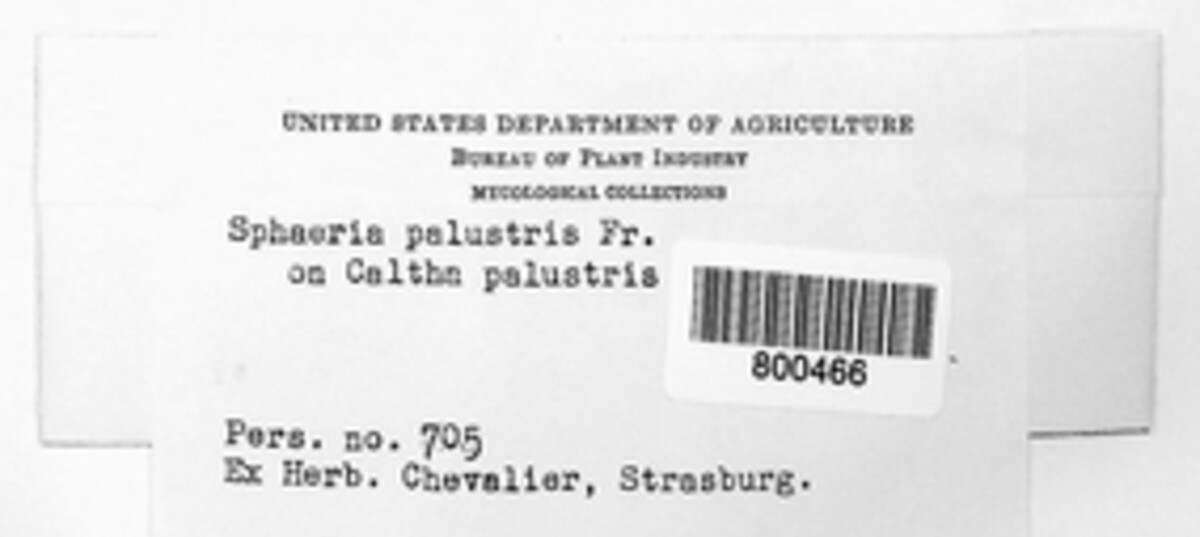 UNITED STATES DEPARTMENT OF AGRICULTURE
BUREAU OF PLANT INDUSTRY
MYCOLOGICAL COLLECTIONS
Sphaeria palustris Fr.
on Caltha palustris
800466
Pers. no. 705
Ex Herb. Chevalier, Strasburg.